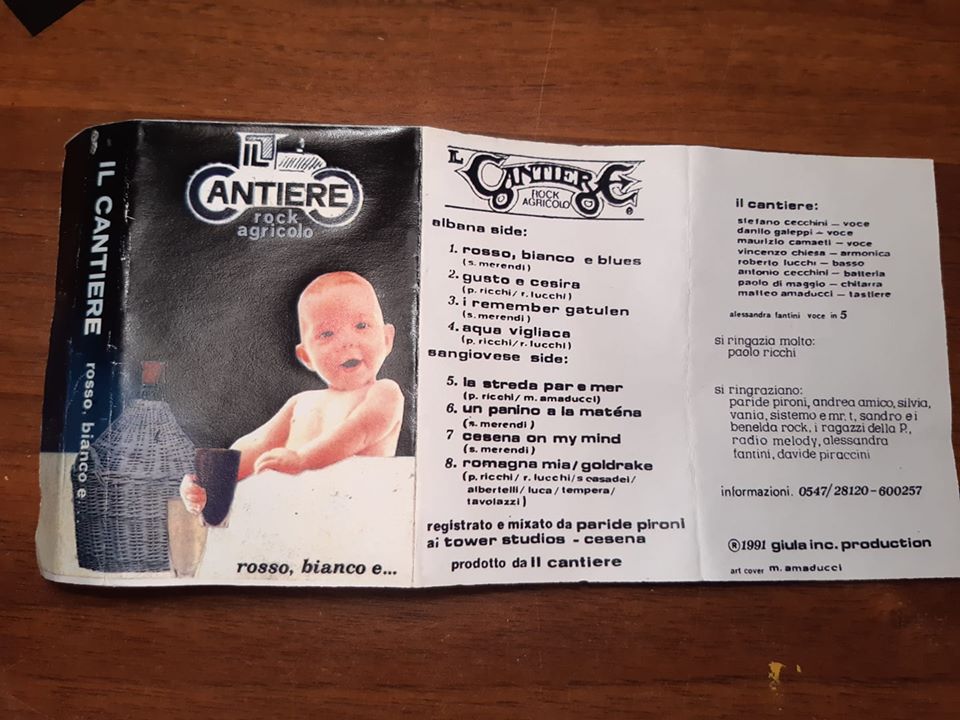 IL CANTIERE rosso, bianco e
IL
CANTIERE
rock
agricolo
rosso, bianco e...
IL
CANTIERE
ROCK
AGRICOLO
®
albana side:
1. rosso, bianco e blues
(s. merendi)
2. gusto e cesira
(p. ricchi/ r. lucchi)
3. i remember gatulen
(s. merendi)
4. aqua vigliaca
(p. ricchi/r. lucchi)
sangiovese side:
5. la streda par e mer
(p. ricchi/ m. amaducci)
6. un panino a la maténa
(s. merendi)
7 cesena on my mind
(s. merendi)
8. romagna mia/goldrake
(p. ricchi/ r. lucchi/s casadei/
albertelli/ luca/ tempera/
tavolazzi)
registrato e mixato da paride pironi
ai tower studios - cesena
prodotto da Il cantiere
il cantiere:
stefano cecchini — voce
danilo galeppi — voce
maurizio camaeti — voce
vincenzo chiesa — armonica
roberto lucchi — basso
antonio cecchini — batteria
paolo di maggio — chitarra
matteo amaducci — tastiere
alessandra fantini voce in 5
si ringazia molto:
paolo ricchi
si ringraziano:
paride pironi, andrea amico, silvia,
vania, sistemo e mr. t, sandro e i
benelda rock, i ragazzi della P.,
radio melody, alessandra
fantini, davide piraccini
informazioni. 0547/28120-600257
®1991 giula inc. production
art cover m. amaducci